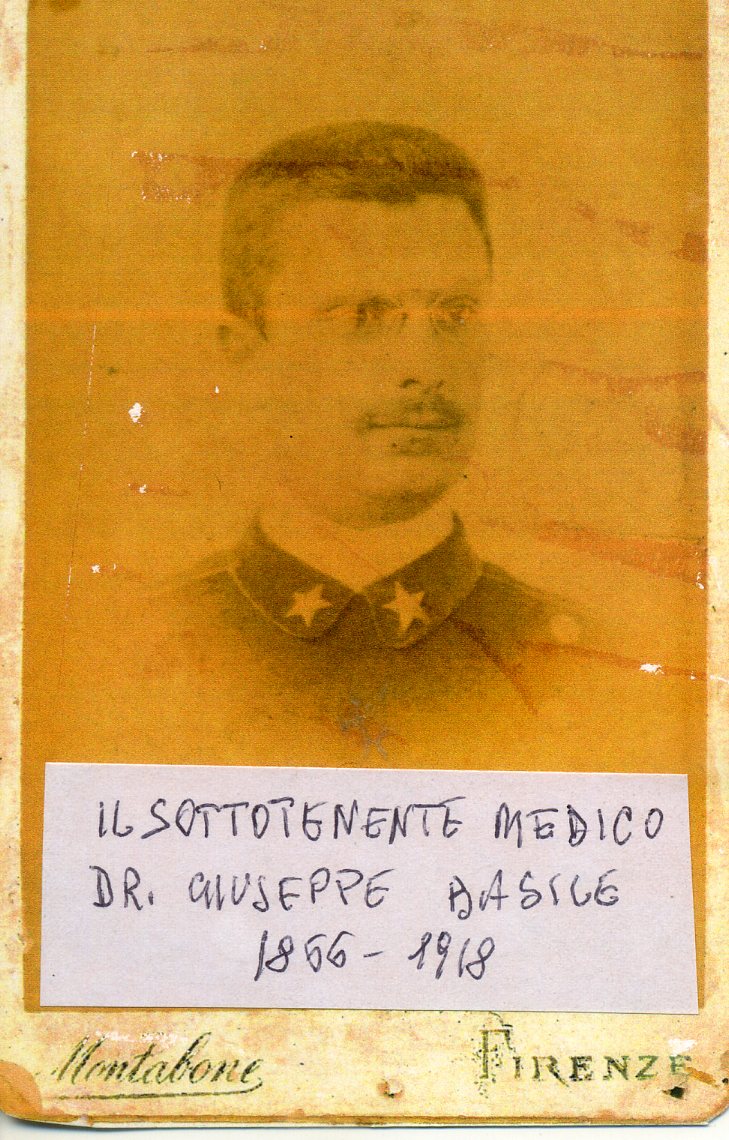 IL SOTTOTENENTE MEDICO
DR. GIUSEPPE BASILE
1866 - 1918
Montabone FIRENZE